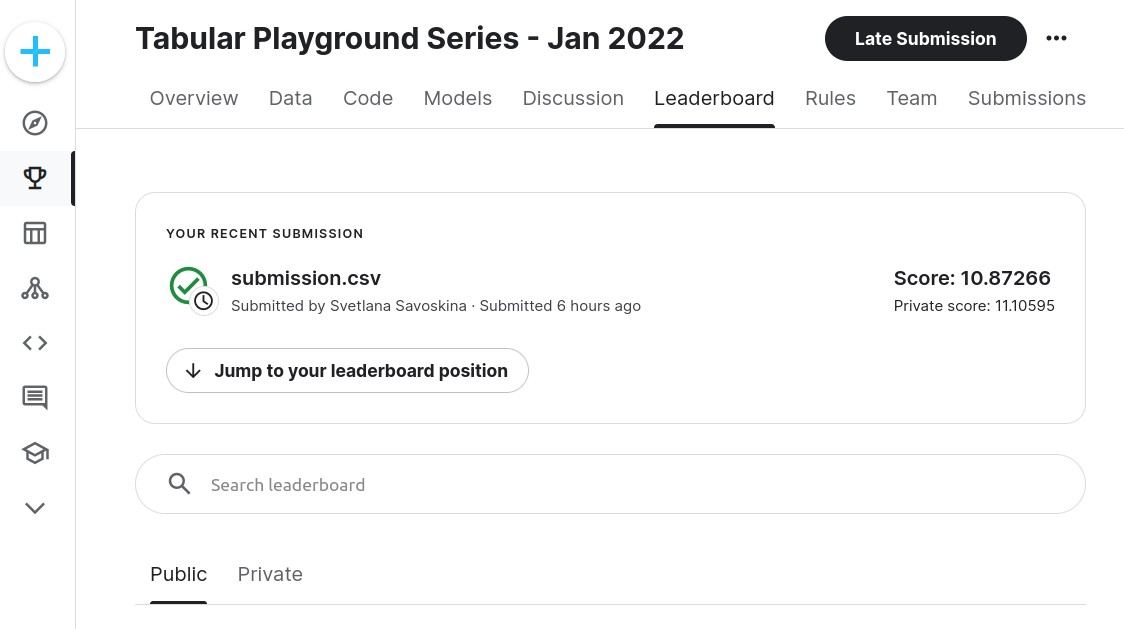 Tabular Playground Series - Jan 2022
Late Submission
Overview Data Code Models Discussion Leaderboard Rules Team Submissions
YOUR RECENT SUBMISSION
submission.csv
Score: 10.87266
Submitted by Svetlana Savoskina · Submitted 6 hours ago
Private score: 11.10595
Jump to your leaderboard position
Search leaderboard
Public Private